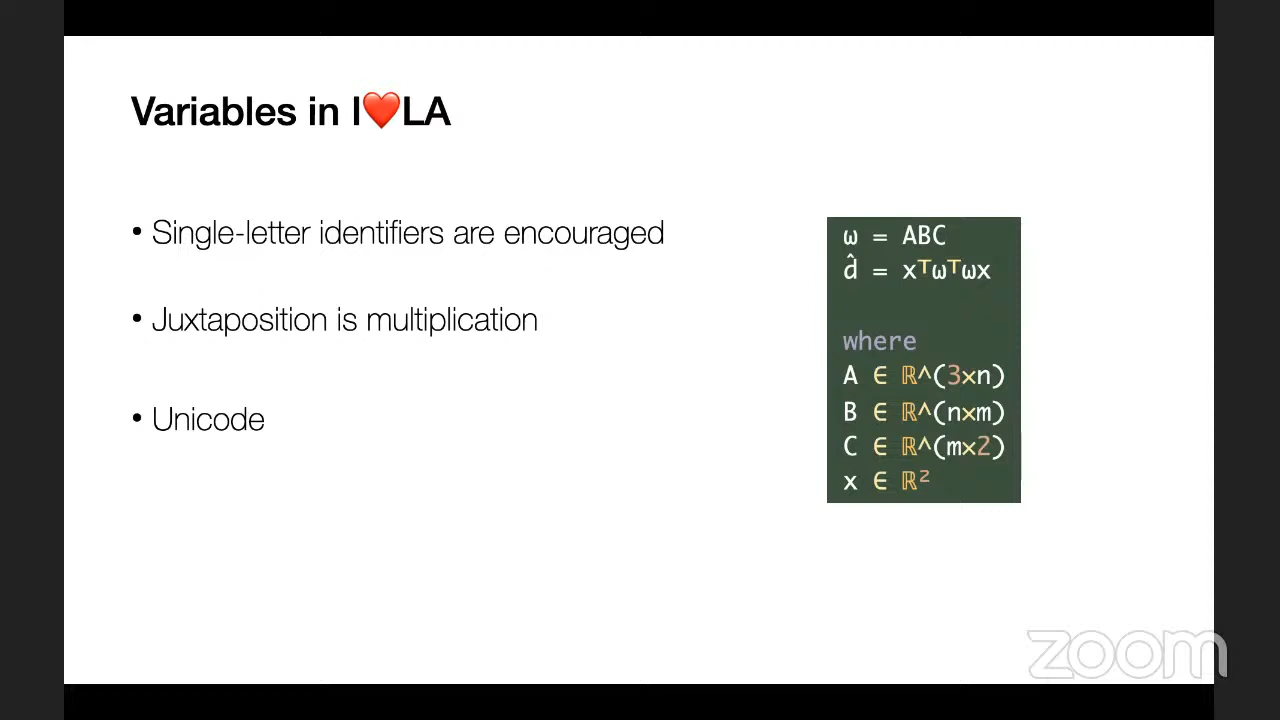 Variables in I❤️LA
• Single-letter identifiers are encouraged
• Juxtaposition is multiplication
• Unicode
ω = ABC
d̂ = xᵀωᵀωx
where
A ∈ ℝ^(3×n)
B ∈ ℝ^(n×m)
C ∈ ℝ^(m×2)
x ∈ ℝ²
zoom